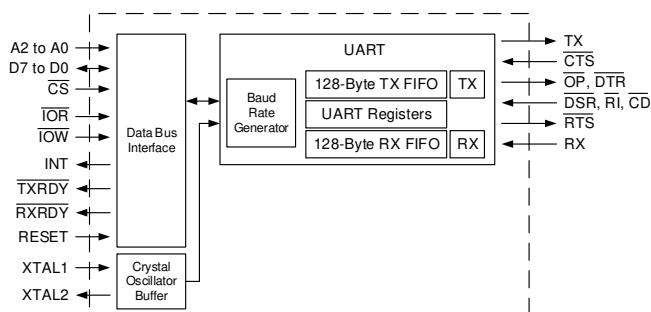 A2 to A0
D7 to D0
CS
IOR
IOW
INT
TXRDY
RXRDY
RESET
XTAL1
XTAL2
Data Bus
Interface
Crystal
Oscillator
Buffer
UART
Baud
Rate
Generator
128-Byte TX FIFO
TX
UART Registers
128-Byte RX FIFO
RX
TX
CTS
OP, DTR
DSR, RI, CD
RTS
RX